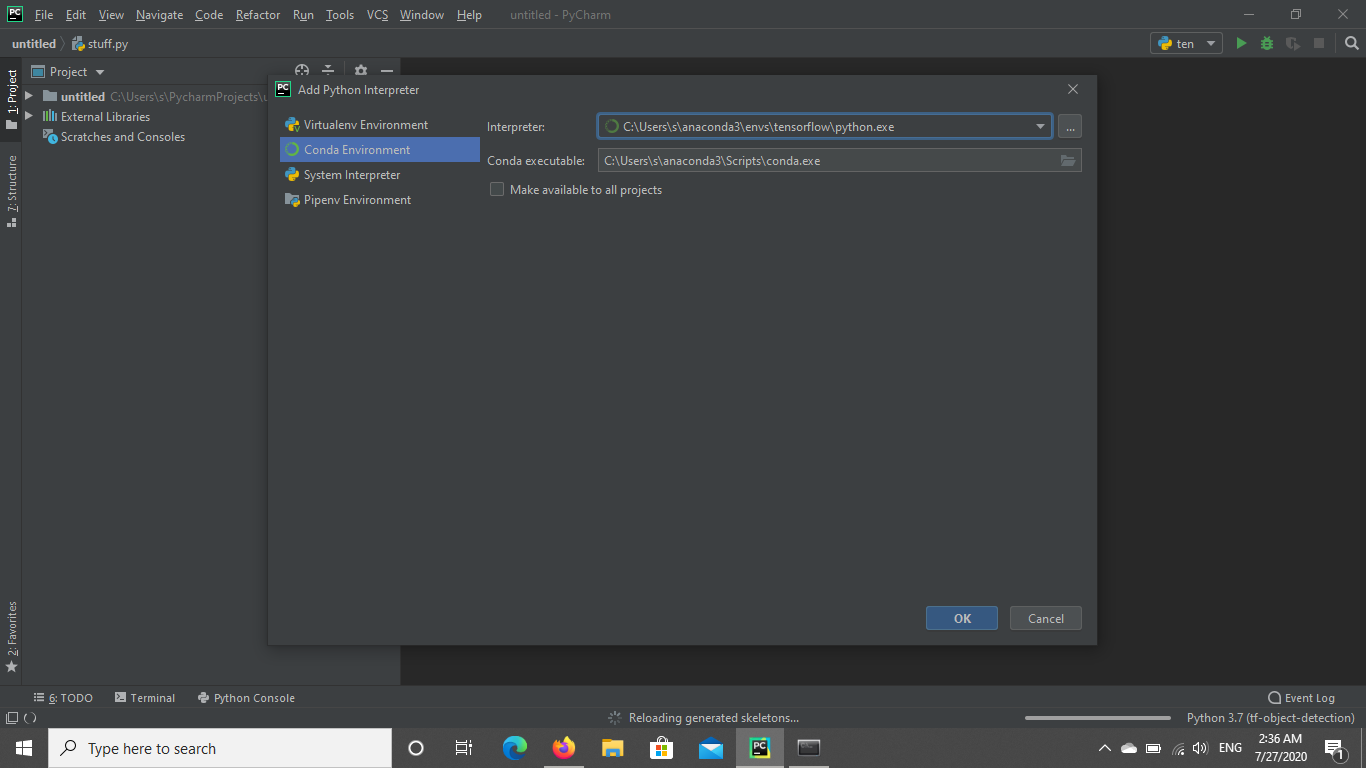 PC File Edit View Navigate Code Refactor Run Tools VCS Window Help untitled - PyCharm
untitled stuff.py ten
1: Project
Project
untitled C:\Users\s\PycharmProjects\
External Libraries
Scratches and Consoles
7: Structure
2: Favorites
PC Add Python Interpreter
Virtualenv Environment
Conda Environment
System Interpreter
Pipenv Environment
Interpreter: C:\Users\s\anaconda3\envs\tensorflow\python.exe ...
Conda executable: C:\Users\s\anaconda3\Scripts\conda.exe
Make available to all projects
OK Cancel
6: TODO Terminal Python Console Event Log
Reloading generated skeletons... Python 3.7 (tf-object-detection)
Type here to search PC ENG 2:36 AM
7/27/2020 1